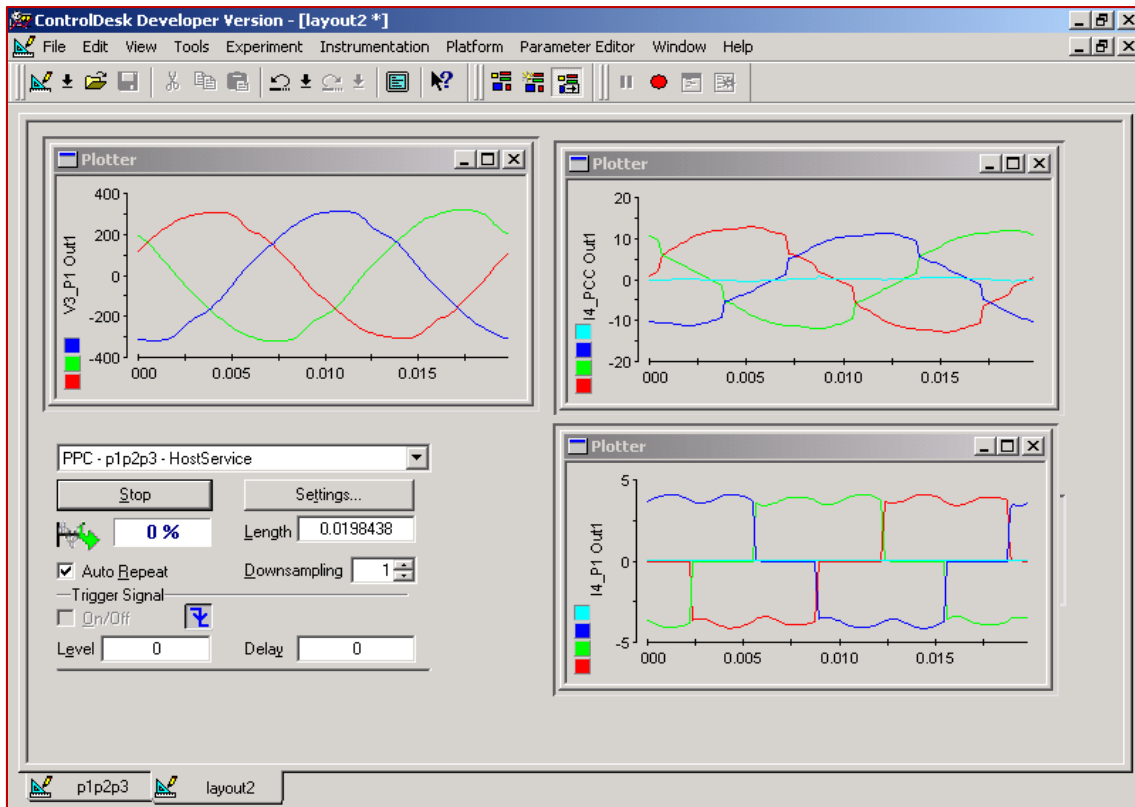 ControlDesk Developer Version - [layout2 *]
File Edit View Tools Experiment Instrumentation Platform Parameter Editor Window Help
Plotter
400
200
0
-200
-400
V3_P1 Out1
000 0.005 0.010 0.015
Plotter
20
10
0
-10
-20
I4_PCC Out1
000 0.005 0.010 0.015
PPC - p1p2p3 - HostService
Stop Settings...
0 % Length 0.0198438
Auto Repeat Downsampling 1
Trigger Signal
On/Off
Level 0 Delay 0
Plotter
5
0
-5
I4_P1 Out1
000 0.005 0.010 0.015
p1p2p3 layout2